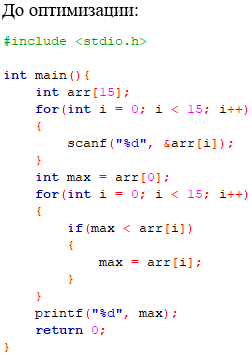 До оптимизации:
#include <stdio.h>
int main(){
    int arr[15];
    for(int i = 0; i < 15; i++)
    {
        scanf("%d", &arr[i]);
    }
    int max = arr[0];
    for(int i = 0; i < 15; i++)
    {
        if(max < arr[i])
        {
            max = arr[i];
        }
    }
    printf("%d", max);
    return 0;
}